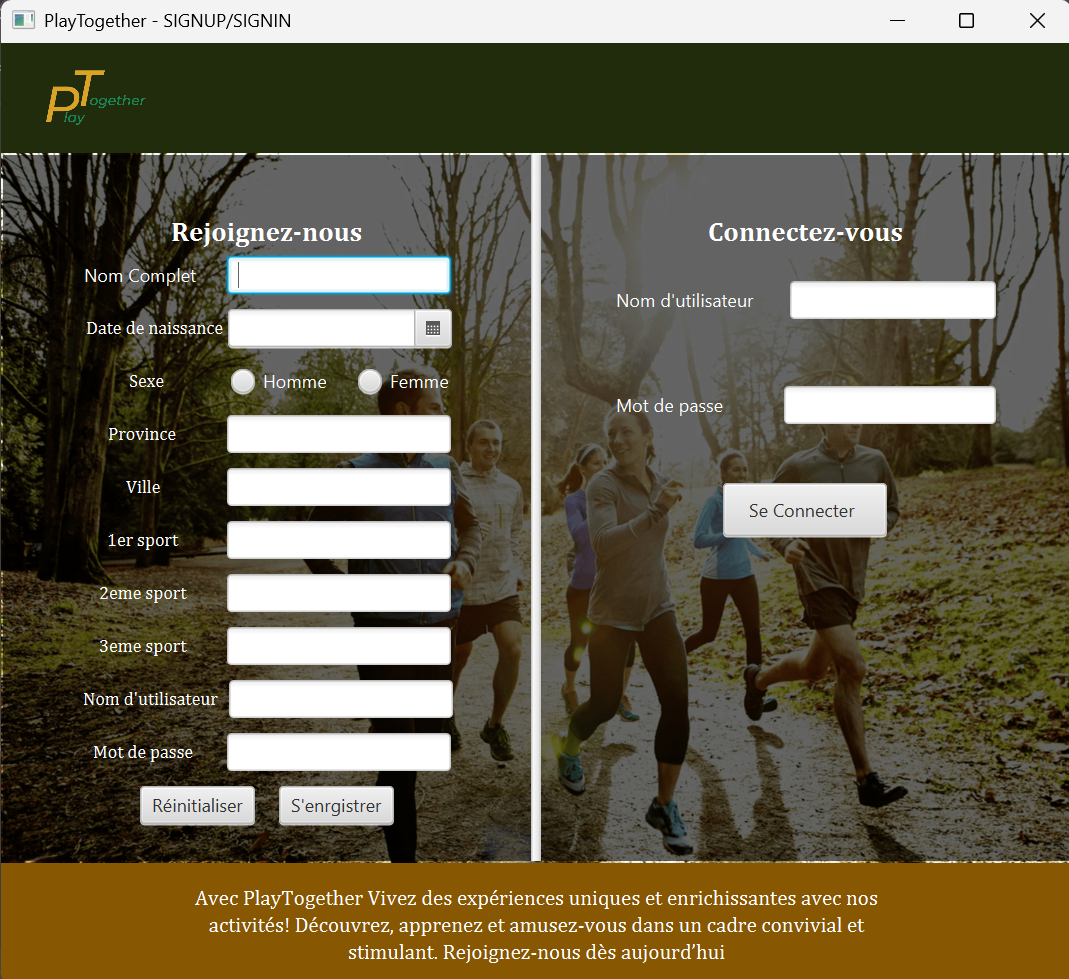 PlayTogether - SIGNUP/SIGNIN
PlayTogether
Rejoignez-nous
Nom Complet
Date de naissance
Sexe
Homme
Femme
Province
Ville
1er sport
2eme sport
3eme sport
Nom d'utilisateur
Mot de passe
Réinitialiser
S'enrgistrer
Connectez-vous
Nom d'utilisateur
Mot de passe
Se Connecter
Avec PlayTogether Vivez des expériences uniques et enrichissantes avec nos
activités! Découvrez, apprenez et amusez-vous dans un cadre convivial et
stimulant. Rejoignez-nous dès aujourd’hui